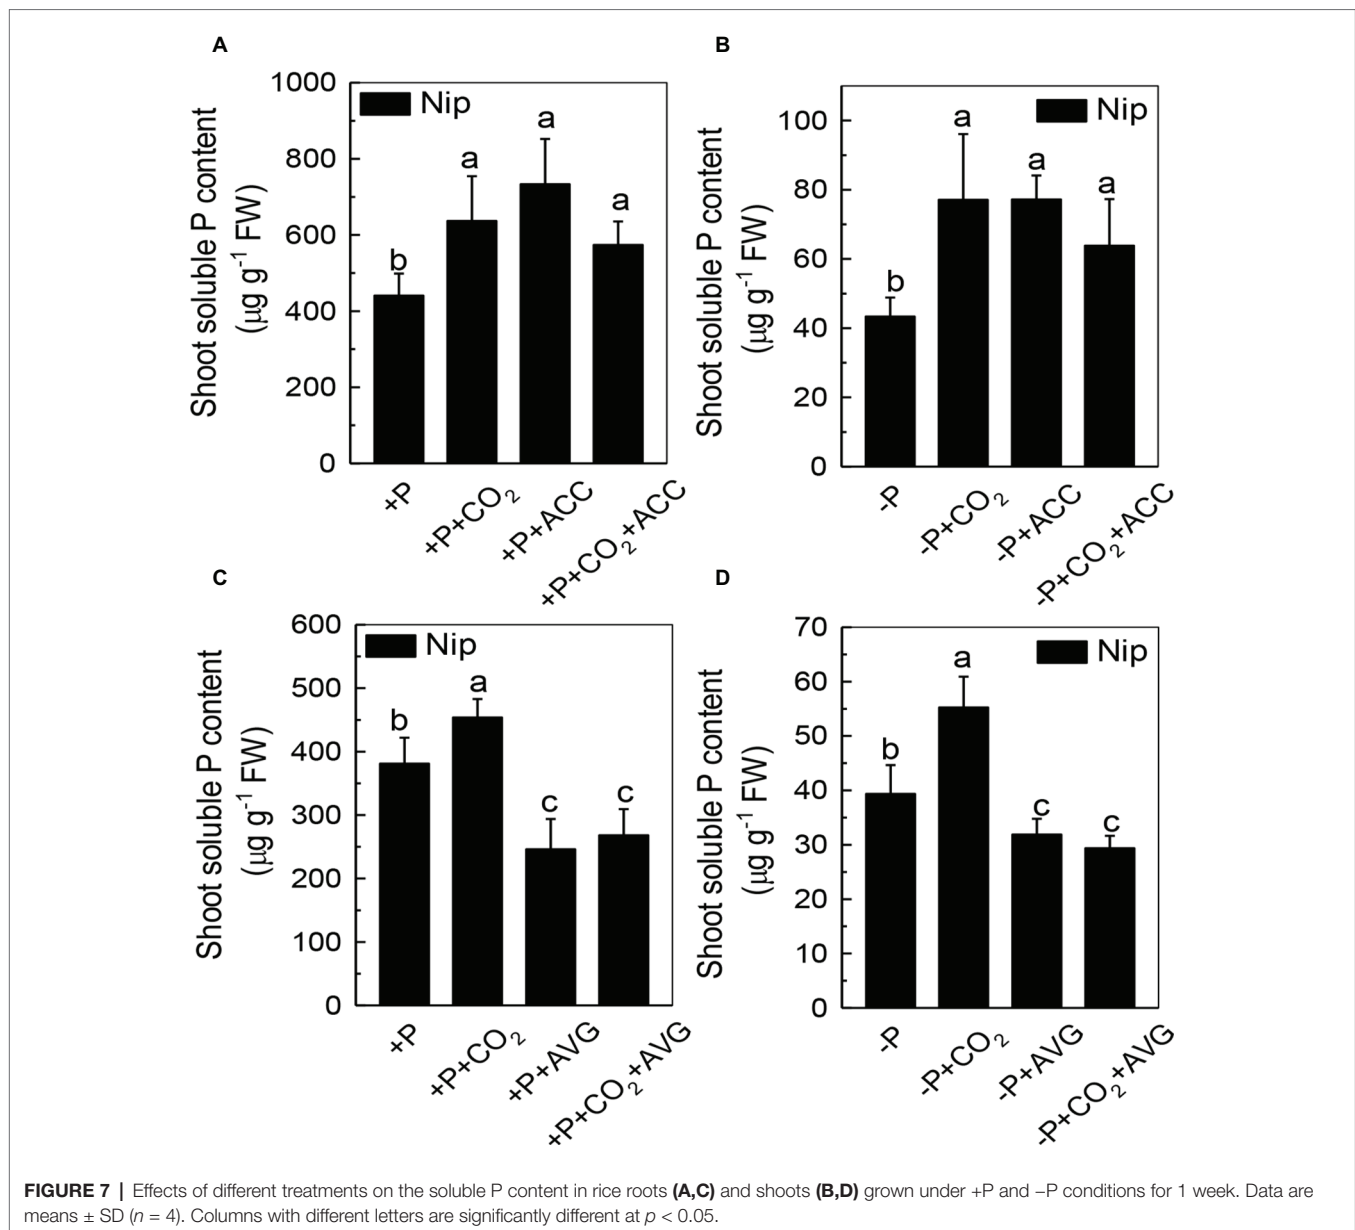 A
Shoot soluble P content
(µg g⁻¹ FW)
1000
800
600
400
200
0
Nip
b
a
a
a
+P
+P+CO₂
+P+ACC
+P+CO₂+ACC
B
Shoot soluble P content
(µg g⁻¹ FW)
100
80
60
40
20
0
Nip
b
a
a
a
-P
-P+CO₂
-P+ACC
-P+CO₂+ACC
C
Shoot soluble P content
(µg g⁻¹ FW)
600
500
400
300
200
100
0
Nip
b
a
c
c
+P
+P+CO₂
+P+AVG
+P+CO₂+AVG
D
Shoot soluble P content
(µg g⁻¹ FW)
70
60
50
40
30
20
10
0
Nip
b
a
c
c
-P
-P+CO₂
-P+AVG
-P+CO₂+AVG
FIGURE 7 | Effects of different treatments on the soluble P content in rice roots (A,C) and shoots (B,D) grown under +P and −P conditions for 1 week. Data are
means ± SD (n = 4). Columns with different letters are significantly different at p < 0.05.